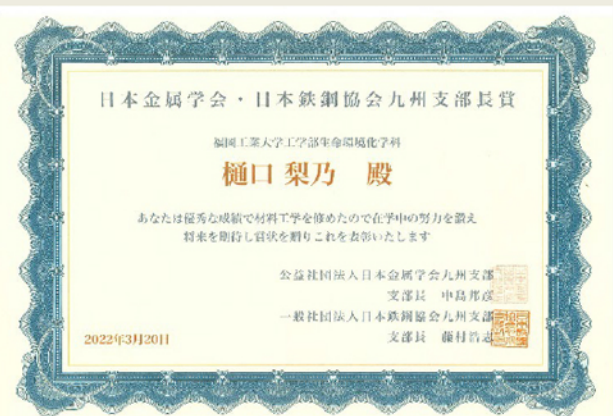 日本金属学会・日本鉄鋼協会九州支部長賞
福岡工業大学工学部生命環境化学科
樋口 梨乃　殿
あなたは優秀な成績で材料工学を修めたので在学中の努力を讃え
将来を期待し賞状を贈りこれを表彰いたします
公益社団法人日本金属学会九州支部
支部長　中島邦彦
一般社団法人日本鉄鋼協会九州支部
支部長　藤村浩志
2022年3月20日